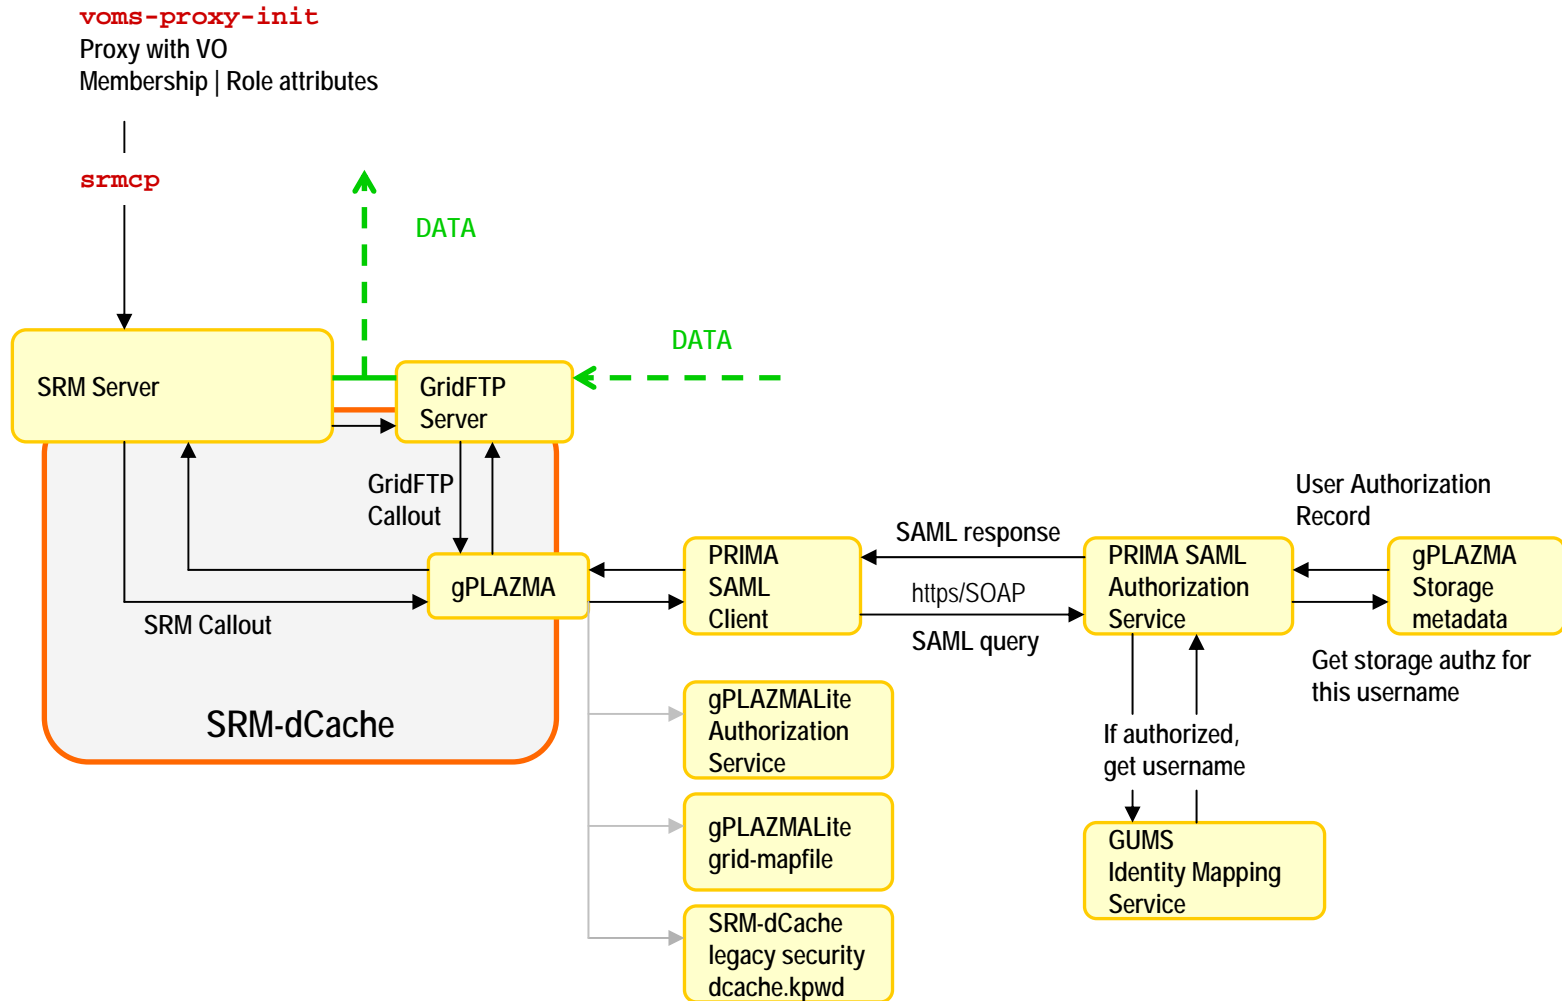 voms-proxy-init
Proxy with VO
Membership | Role attributes
srmcp
DATA
DATA
SRM Server
GridFTP
Server
GridFTP
Callout
User Authorization
Record
SAML response
PRIMA
SAML
Client
PRIMA SAML
Authorization
Service
gPLAZMA
Storage
metadata
gPLAZMA
https/SOAP
SRM Callout
SAML query
Get storage authz for
this username
SRM-dCache
gPLAZMALite
Authorization
Service
If authorized,
get username
gPLAZMALite
grid-mapfile
GUMS
Identity Mapping
Service
SRM-dCache
legacy security
dcache.kpwd